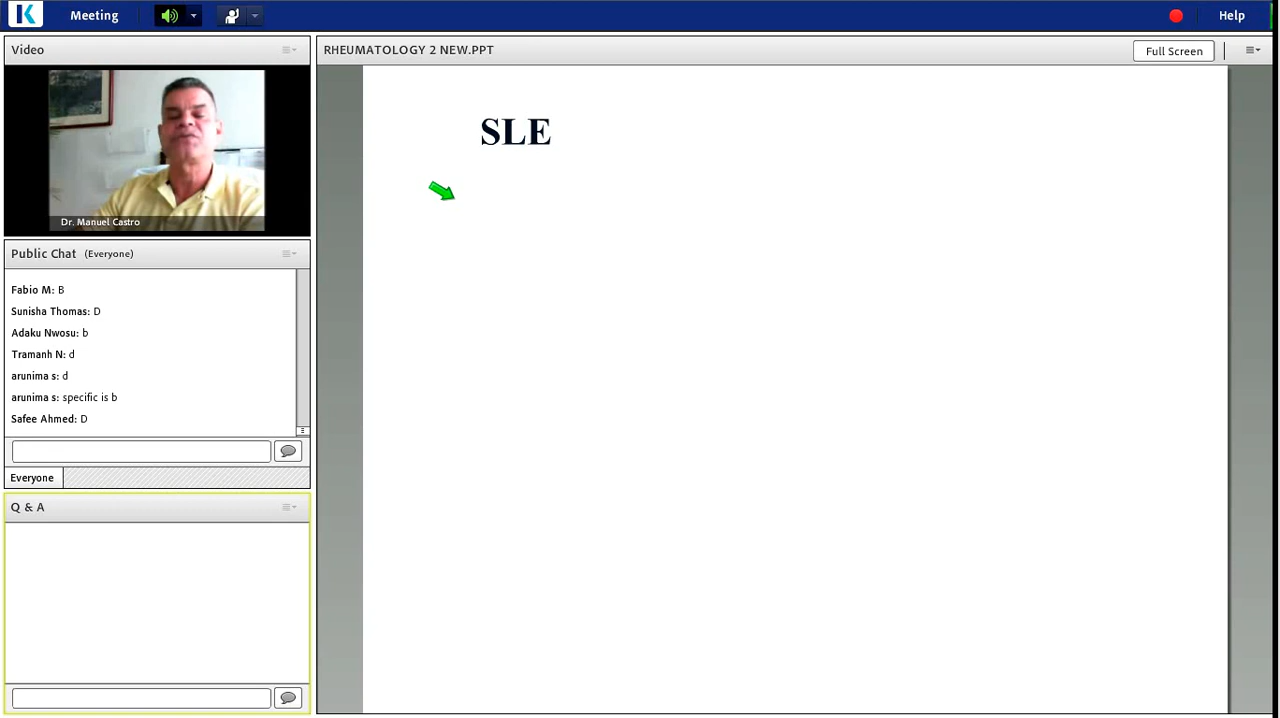 K Meeting Help
Video
Dr. Manuel Castro
Public Chat (Everyone)
Fabio M: B
Sunisha Thomas: D
Adaku Nwosu: b
Tramanh N: d
arunima s: d
arunima s: specific is b
Safee Ahmed: D
Everyone
Q & A
RHEUMATOLOGY 2 NEW.PPT Full Screen
SLE